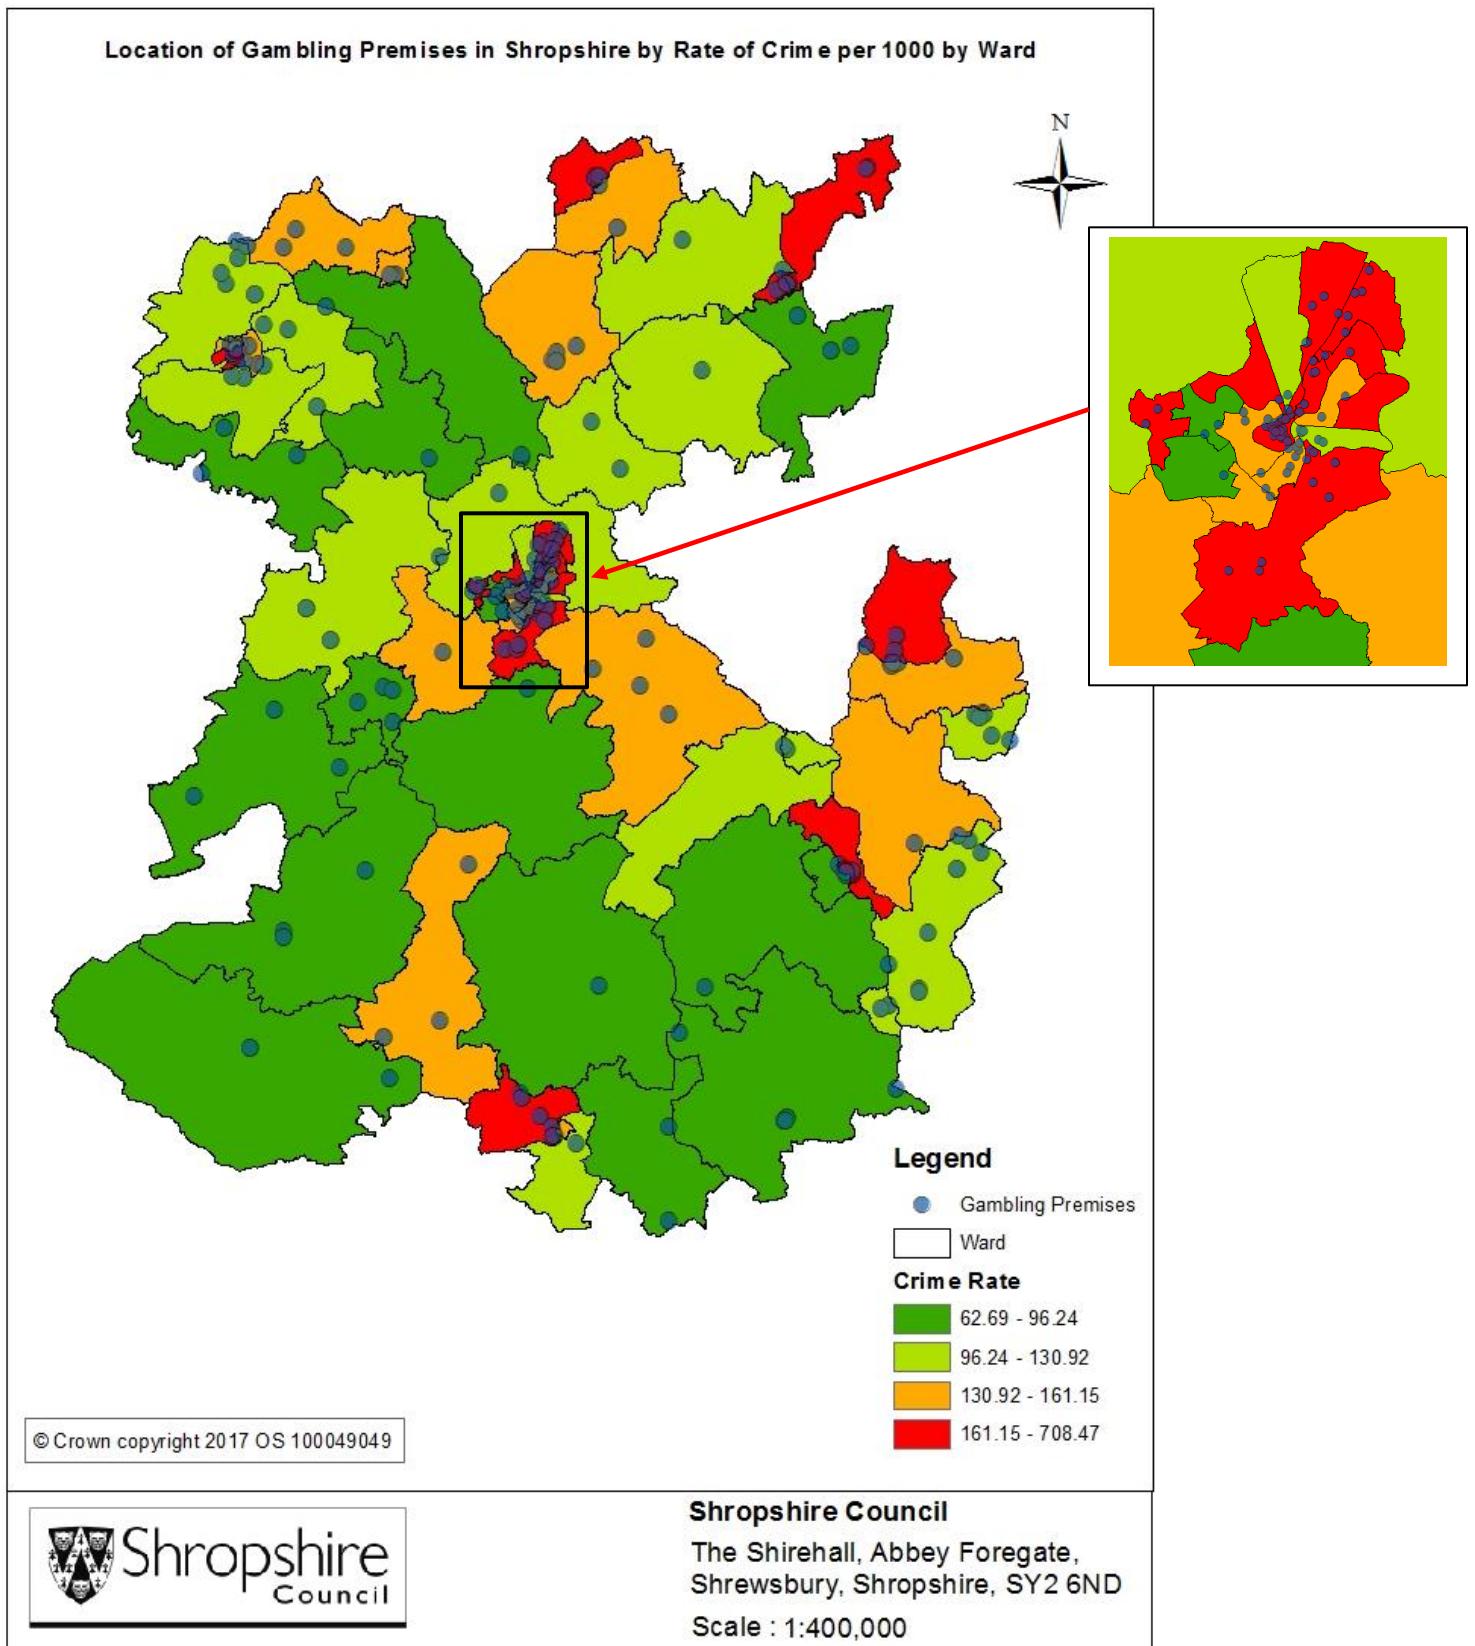 Location of Gambling Premises in Shropshire by Rate of Crime per 1000 by Ward
N
Legend
Gambling Premises
Ward
Crime Rate
62.69 - 96.24
96.24 - 130.92
130.92 - 161.15
161.15 - 708.47
© Crown copyright 2017 OS 100049049
Shropshire
Council
Shropshire Council
The Shirehall, Abbey Foregate,
Shrewsbury, Shropshire, SY2 6ND
Scale : 1:400,000